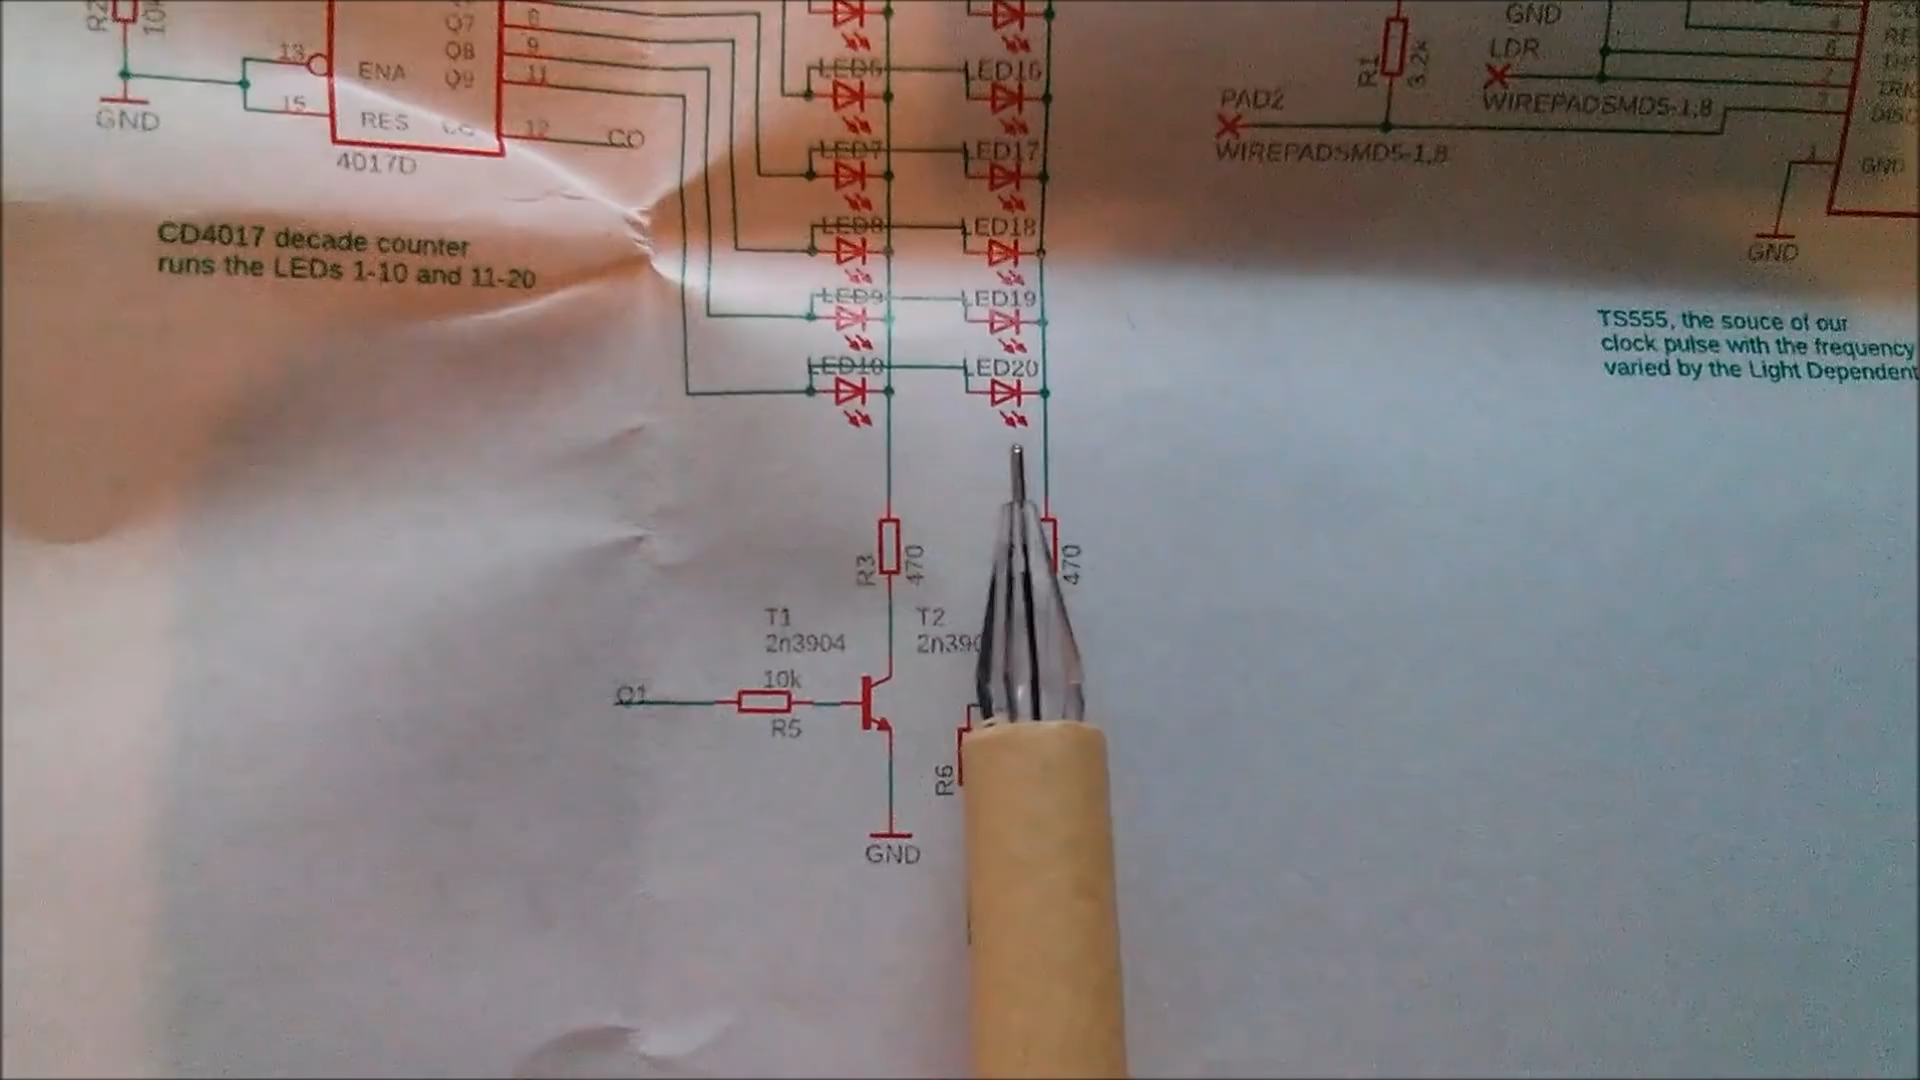 R2
10k
13
15
GND
ENA
RES
Q7
Q8
Q9
8
9
11
12
CO
4017D
CD4017 decade counter
runs the LEDs 1-10 and 11-20
LED6
LED16
LED7
LED17
LED8
LED18
LED9
LED19
LED10
LED20
GND
LDR
R1
3.2k
WIREPADSMD5-1,8
PAD2
WIREPADSMD5-1,8
1
GND
GND
TS555, the souce of our
clock pulse with the frequency
varied by the Light Dependent
R3
470
470
T1
2n3904
T2
Q1
10k
R5
R6
GND